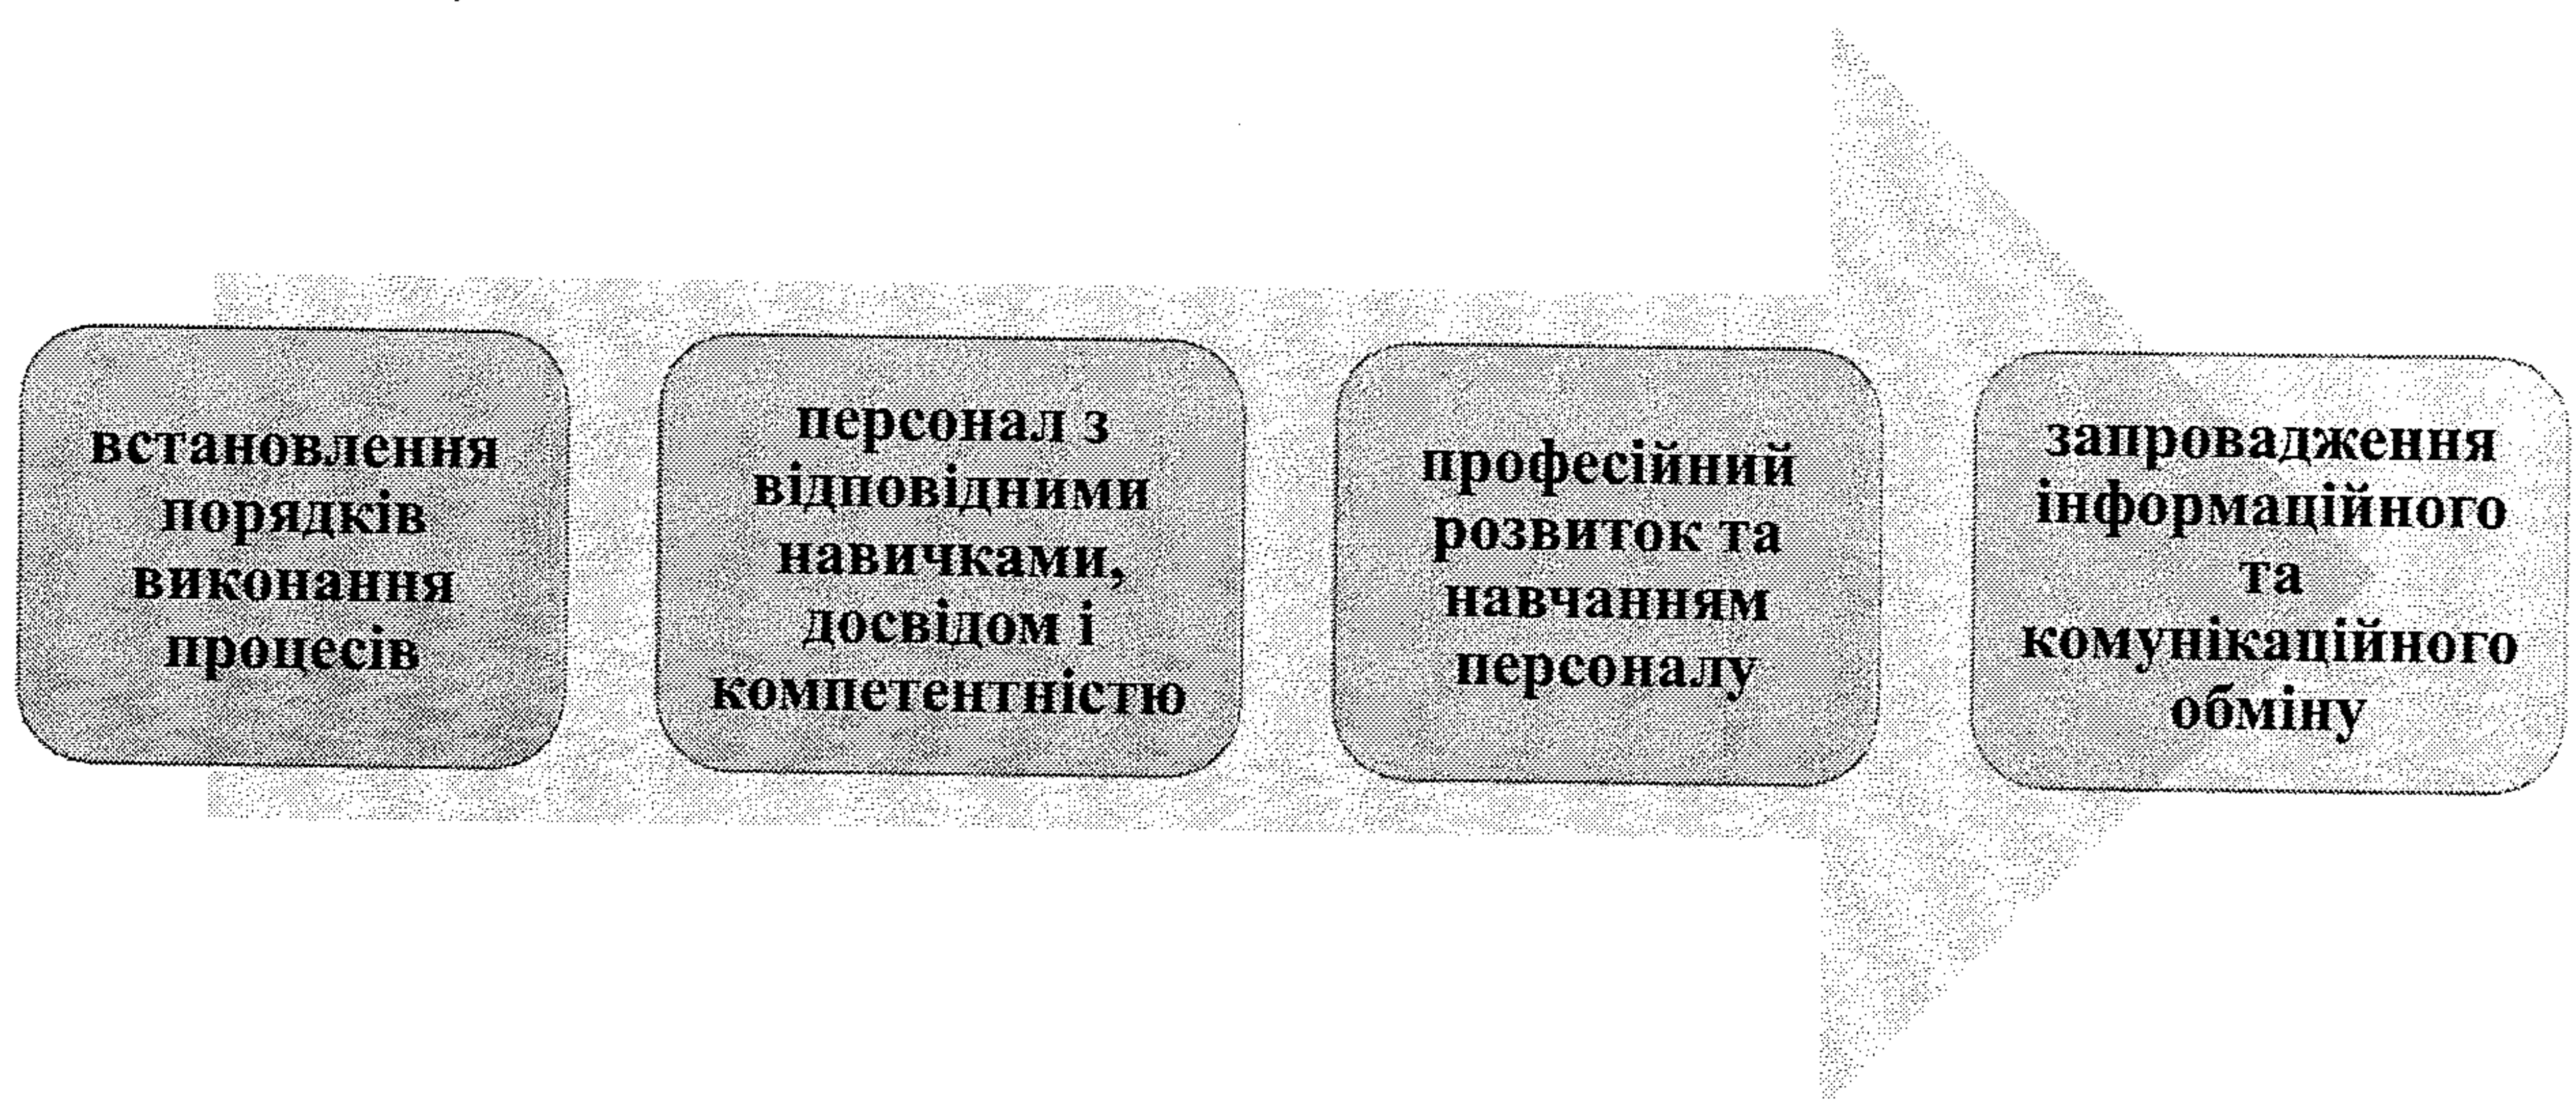 встановлення
порядків
виконання
процесів
персонал з
відповідними
навичками,
досвідом і
компетентністю
професійний
розвиток та
навчанням
персоналу
запровадження
інформаційного
та
комунікаційного
обміну